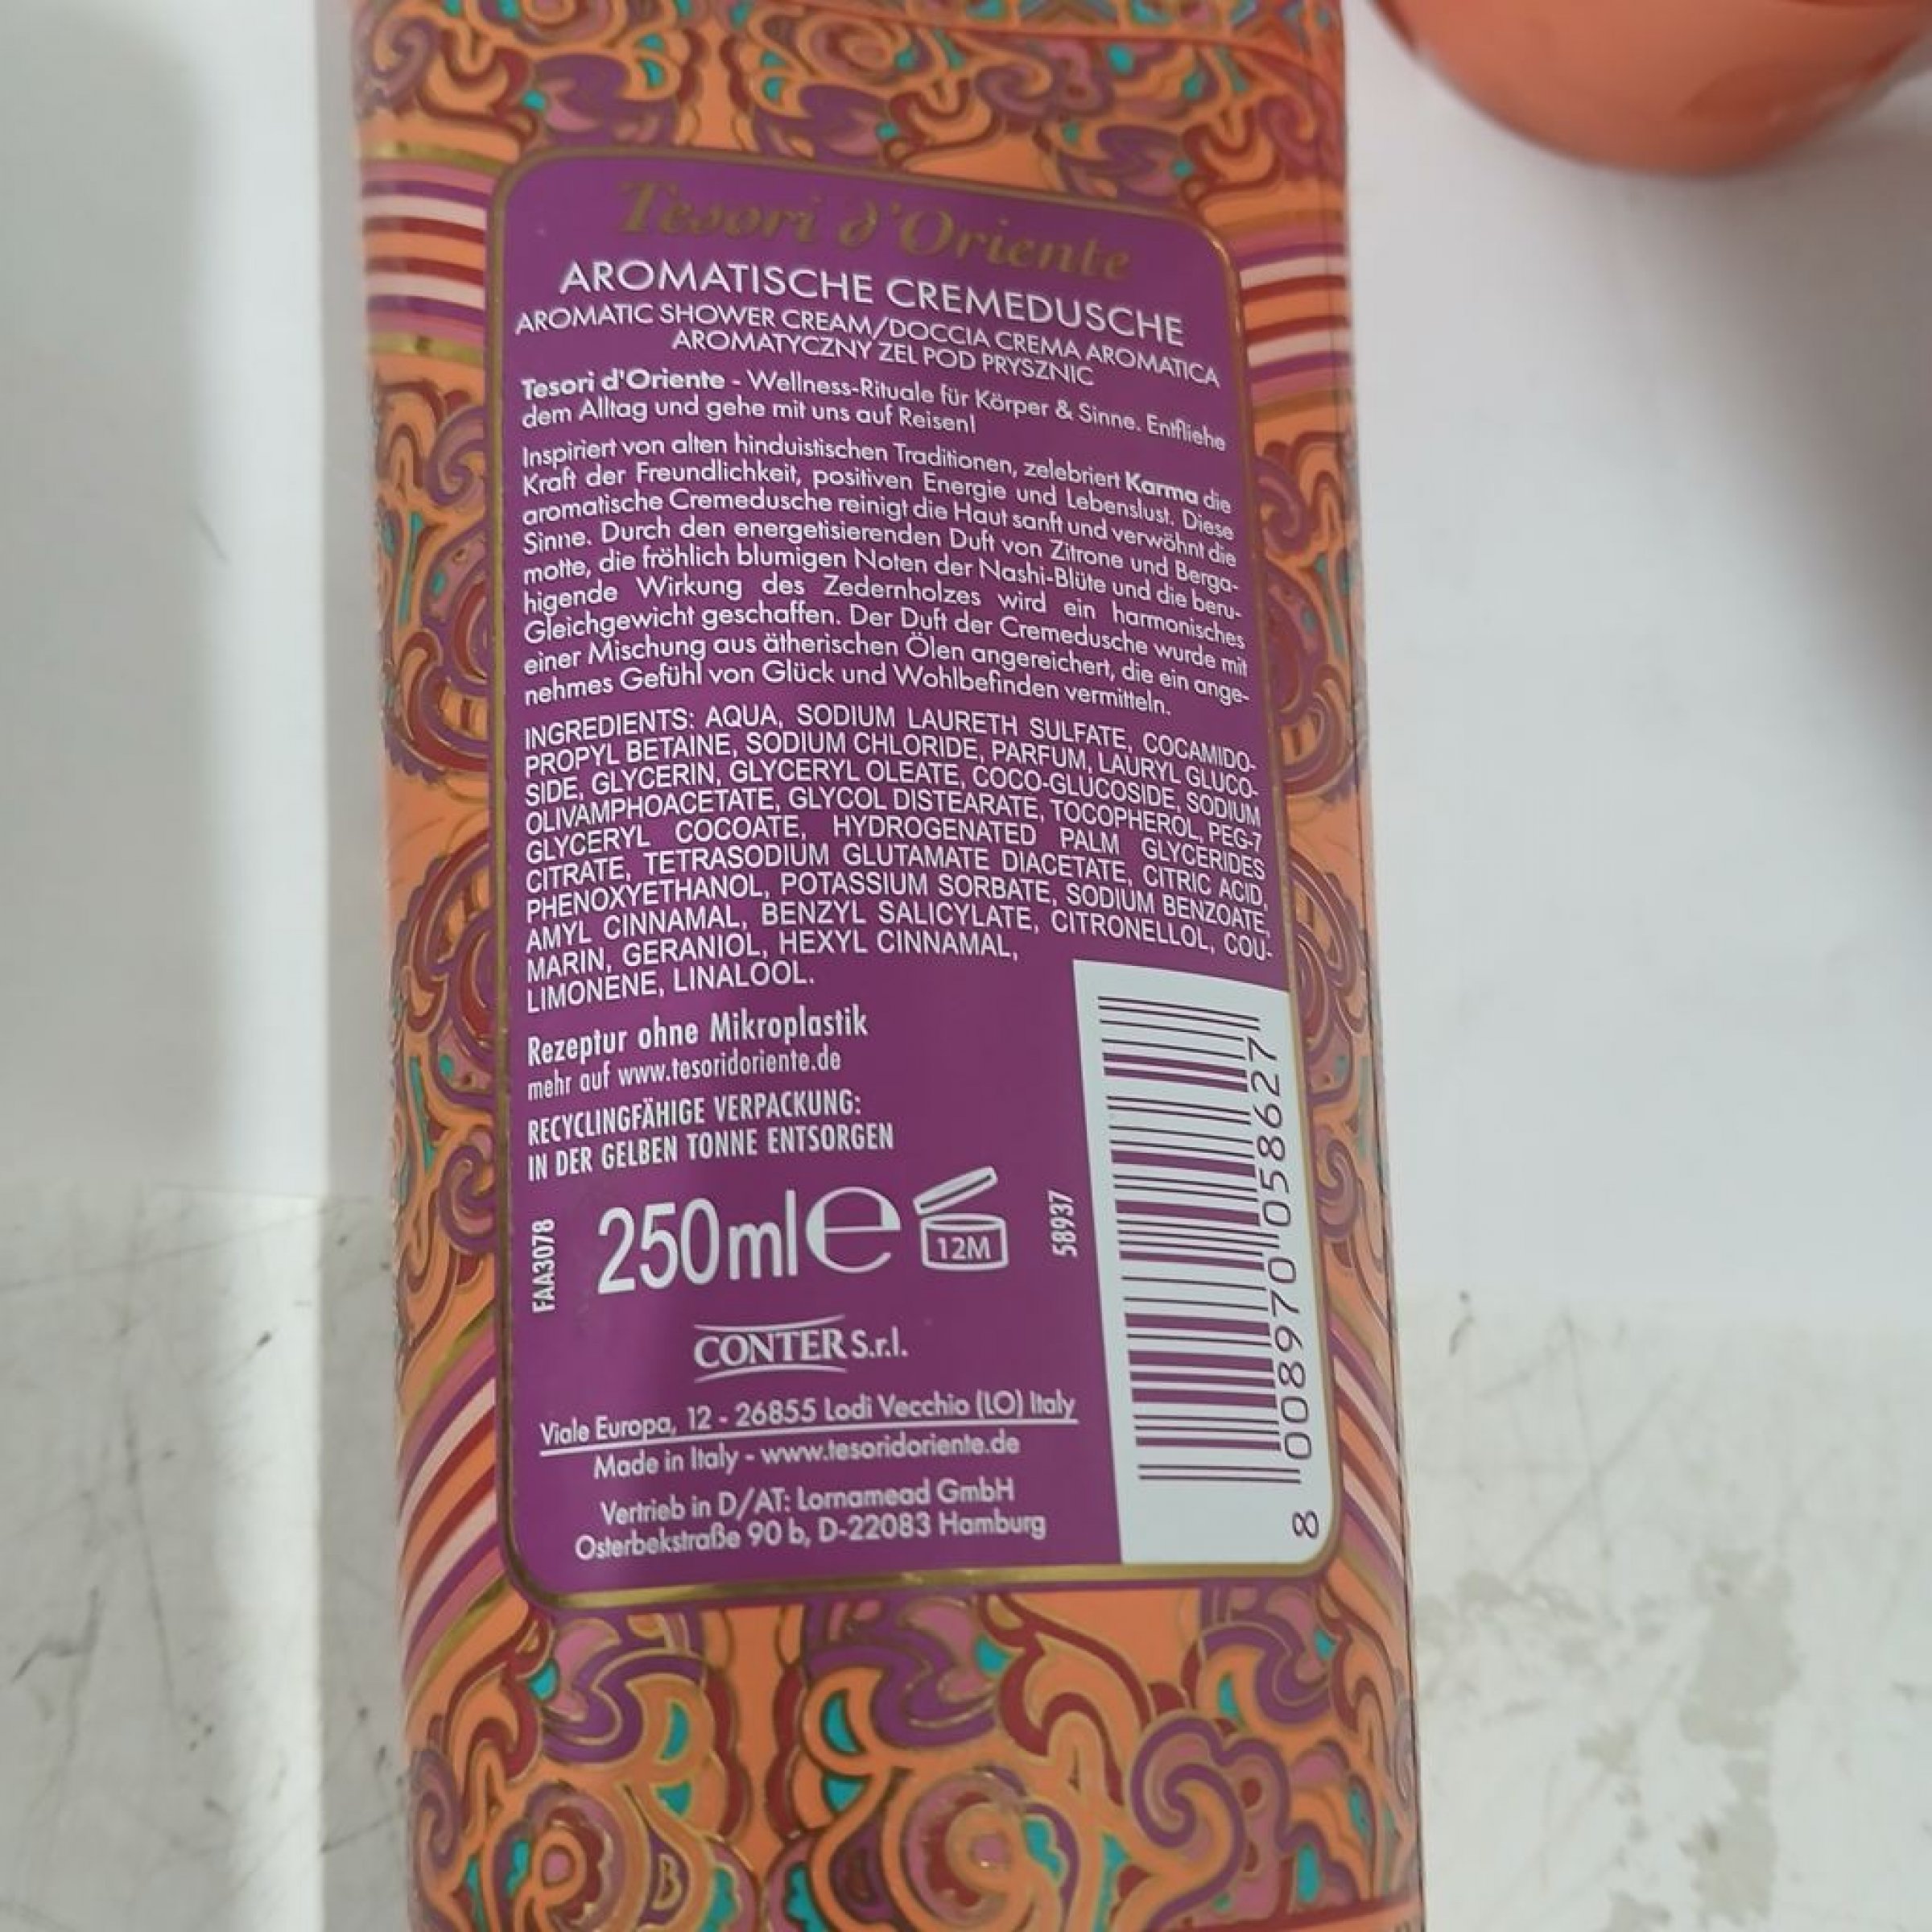 Tesori d'Oriente
AROMATISCHE CREMEDUSCHE
AROMATIC SHOWER CREAM/DOCCIA CREMA AROMATICA
AROMATYCZNY ŻEL POD PRYSZNIC
Tesori d'Oriente - Wellness-Rituale für Körper & Sinne. Entfliehe
dem Alltag und gehe mit uns auf Reisen!
Inspiriert von alten hinduistischen Traditionen, zelebriert Karma die
Kraft der Freundlichkeit, positiven Energie und Lebenslust. Diese
aromatische Cremedusche reinigt die Haut sanft und verwöhnt die
Sinne. Durch den energetisierenden Duft von Zitrone und Berga-
motte, die fröhlich blumigen Noten der Nashi-Blüte und die beru-
higende Wirkung des Zedernholzes wird ein harmonisches
Gleichgewicht geschaffen. Der Duft der Cremedusche wurde mit
einer Mischung aus ätherischen Ölen angereichert, die ein ange-
nehmes Gefühl von Glück und Wohlbefinden vermitteln.
INGREDIENTS: AQUA, SODIUM LAURETH SULFATE, COCAMIDO-
PROPYL BETAINE, SODIUM CHLORIDE, PARFUM, LAURYL GLUCO-
SIDE, GLYCERIN, GLYCERYL OLEATE, COCO-GLUCOSIDE, SODIUM
OLIVAMPHOACETATE, GLYCOL DISTEARATE, TOCOPHEROL, PEG-7
GLYCERYL COCOATE, HYDROGENATED PALM GLYCERIDES
CITRATE, TETRASODIUM GLUTAMATE DIACETATE, CITRIC ACID,
PHENOXYETHANOL, POTASSIUM SORBATE, SODIUM BENZOATE,
AMYL CINNAMAL, BENZYL SALICYLATE, CITRONELLOL, COU-
MARIN, GERANIOL, HEXYL CINNAMAL,
LIMONENE, LINALOOL.
Rezeptur ohne Mikroplastik
mehr auf www.tesoridoriente.de
RECYCLINGFÄHIGE VERPACKUNG:
IN DER GELBEN TONNE ENTSORGEN
FAA3078
250ml e
12M
58937
8 008970 058627
CONTER S.r.l.
Viale Europa, 12 - 26855 Lodi Vecchio (LO) Italy
Made in Italy - www.tesoridoriente.de
Vertrieb in D/AT: Lornamead GmbH
Osterbekstraße 90 b, D-22083 Hamburg